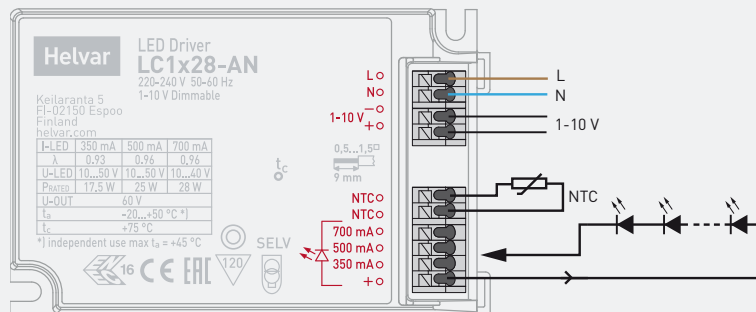 Helvar
LED Driver
LC1x28-AN
220-240 V 50-60 Hz
1-10 V Dimmable
Keilaranta 5
FI-02150 Espoo
Finland
helvar.com
I-LED 350 mA 500 mA 700 mA
λ 0.93 0.96 0,96
U-LED 10...50 V 10...50 V 10...40 V
PRATED 17.5 W 25 W 28 W
U-OUT 60 V
ta -20...+50 °C *)
tc +75 °C
*) independent use max ta = +45 °C
16 CE EAC 120
SELV
tc
0,5...1,5□
9 mm
L
N
1-10 V
−
+
NTC
NTC
700 mA
500 mA
350 mA
+
L
N
1-10 V
NTC